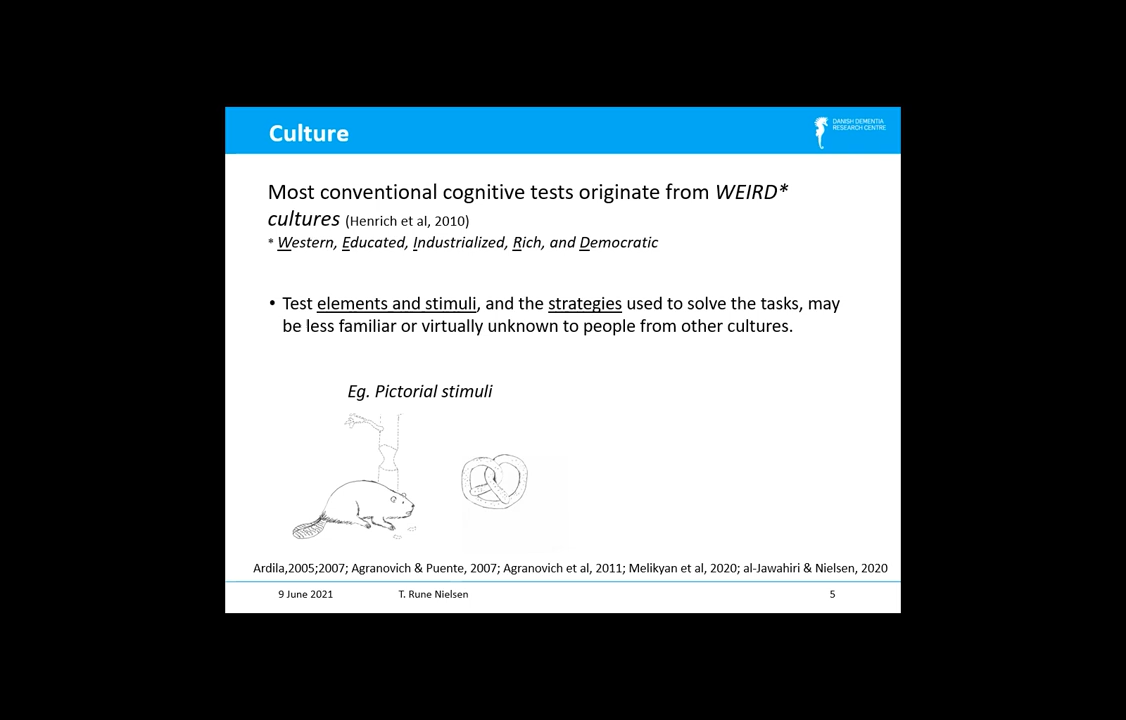 Culture
DANISH DEMENTIA
RESEARCH CENTRE
Most conventional cognitive tests originate from WEIRD*
cultures (Henrich et al, 2010)
* Western, Educated, Industrialized, Rich, and Democratic
• Test elements and stimuli, and the strategies used to solve the tasks, may
be less familiar or virtually unknown to people from other cultures.
Eg. Pictorial stimuli
Ardila,2005;2007; Agranovich & Puente, 2007; Agranovich et al, 2011; Melikyan et al, 2020; al-Jawahiri & Nielsen, 2020
9 June 2021 T. Rune Nielsen 5